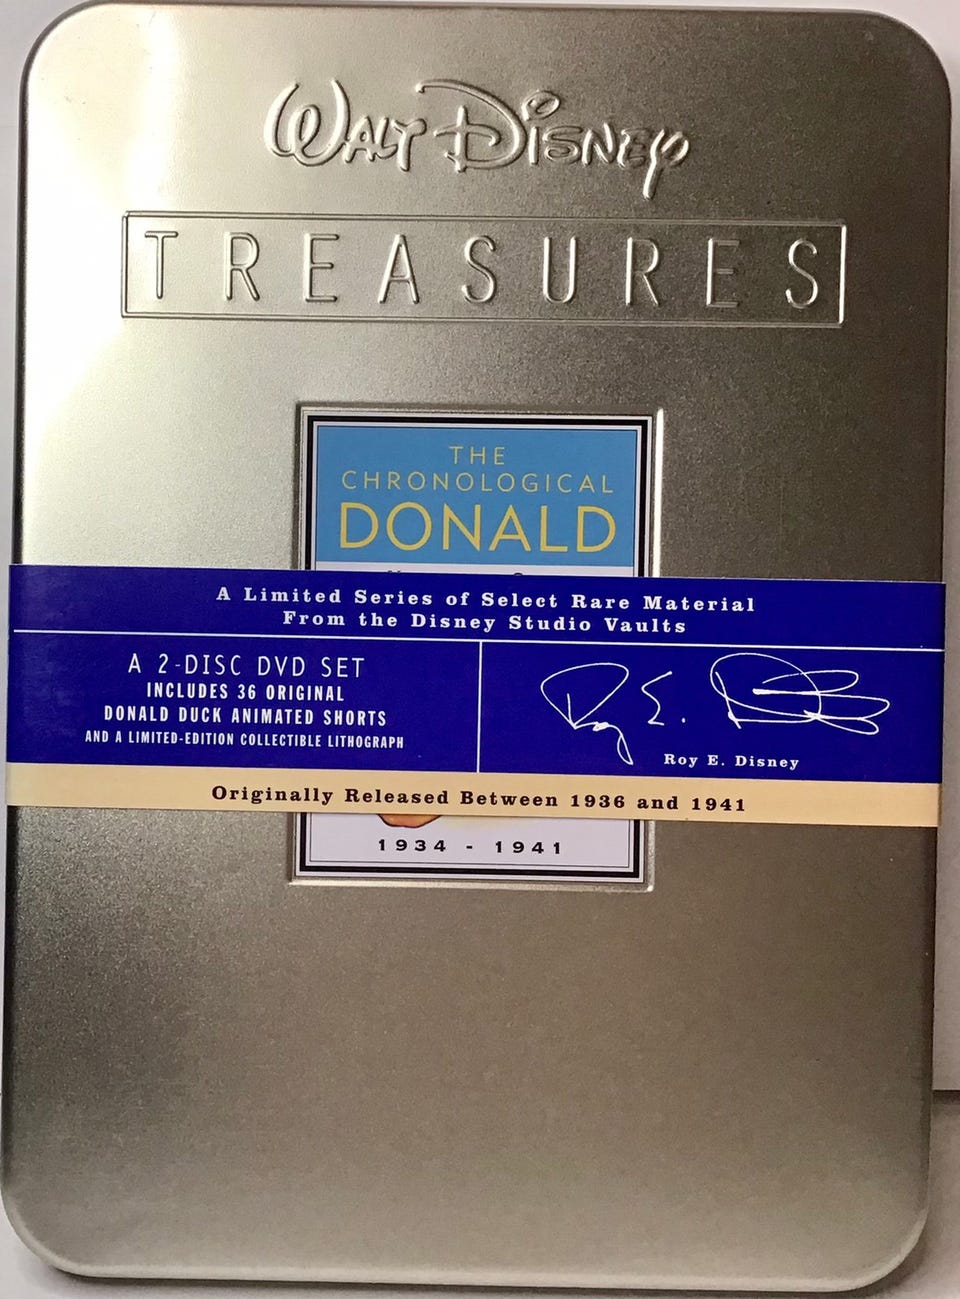 WALT DISNEY
TREASURES
THE
CHRONOLOGICAL
DONALD
A Limited Series of Select Rare Material
From the Disney Studio Vaults
A 2-DISC DVD SET
INCLUDES 36 ORIGINAL
DONALD DUCK ANIMATED SHORTS
AND A LIMITED-EDITION COLLECTIBLE LITHOGRAPH
Roy E. Disney
Roy E. Disney
Originally Released Between 1936 and 1941
1934 - 1941